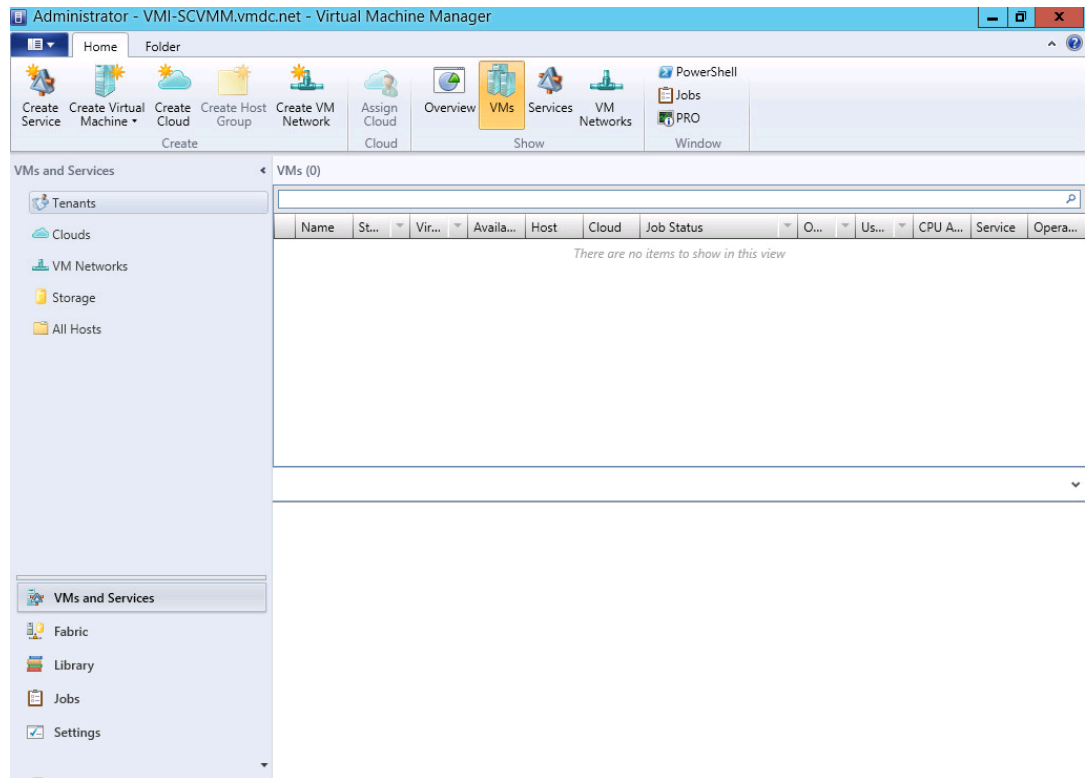 Administrator - VMI-SCVMM.vmdc.net - Virtual Machine Manager
Home Folder
Create Service
Create Virtual Machine
Create Cloud
Create Host Group
Create VM Network
Assign Cloud
Overview
VMs
Services
VM Networks
PowerShell
Jobs
PRO
Create
Cloud
Show
Window
VMs and Services
Tenants
Clouds
VM Networks
Storage
All Hosts
VMs (0)
Name St... Vir... Availa... Host Cloud Job Status O... Us... CPU A... Service Opera...
There are no items to show in this view
VMs and Services
Fabric
Library
Jobs
Settings